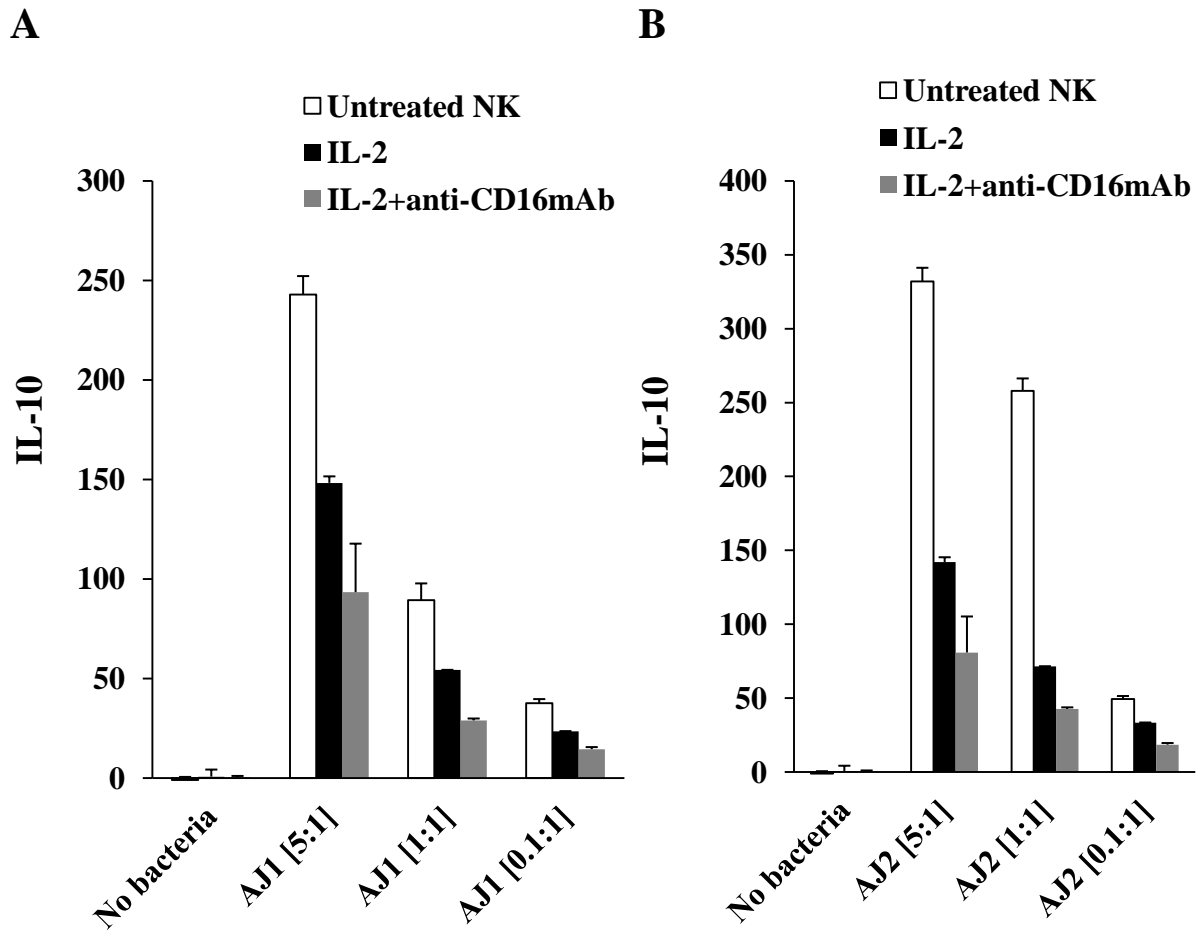 A
Untreated NK
IL-2
IL-2+anti-CD16mAb
300
250
200
150
100
50
0
IL-10
No bacteria
AJ1 [5:1]
AJ1 [1:1]
AJ1 [0.1:1]
B
Untreated NK
IL-2
IL-2+anti-CD16mAb
400
350
300
250
200
150
100
50
0
IL-10
No bacteria
AJ2 [5:1]
AJ2 [1:1]
AJ2 [0.1:1]